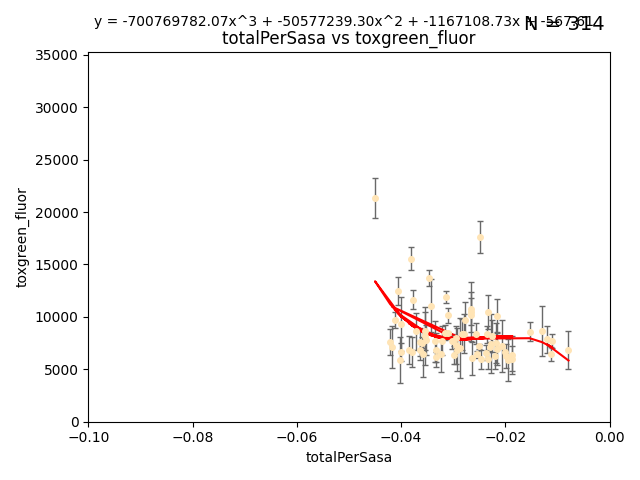 y = -700769782.07x^3 + -50577239.30x^2 + -1167108.73x + -567.61
N = 314
totalPerSasa vs toxgreen_fluor
35000
30000
25000
20000
15000
10000
5000
0
toxgreen_fluor
−0.10 −0.08 −0.06 −0.04 −0.02 0.00
totalPerSasa